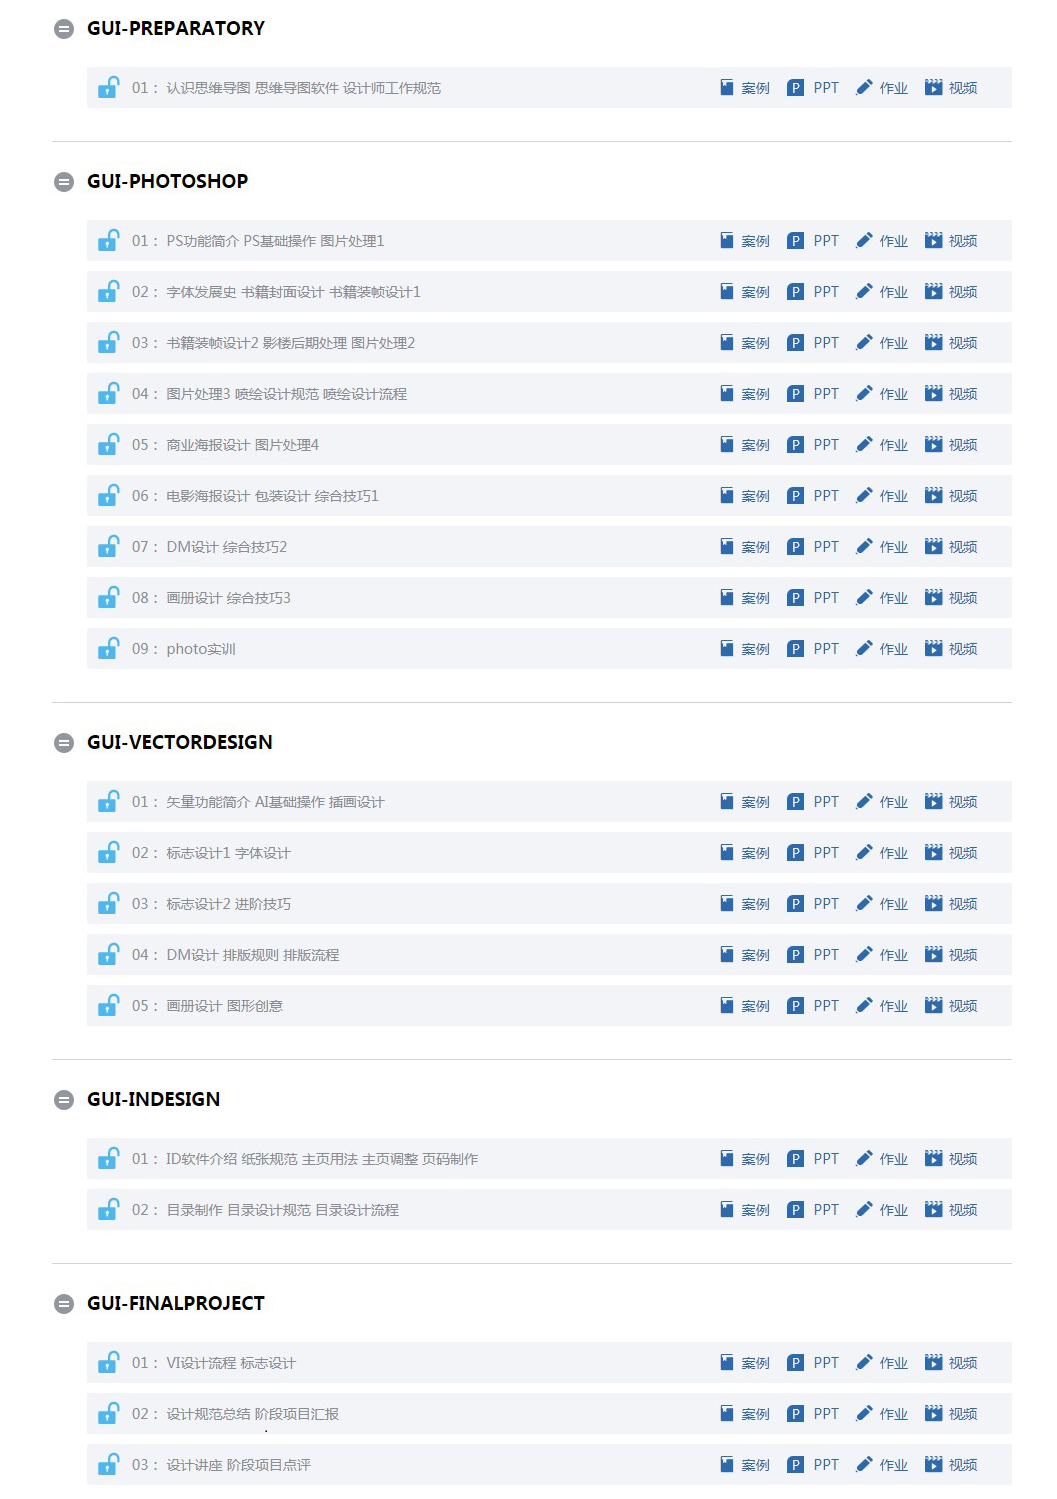 GUI-PREPARATORY
01： 认识思维导图 思维导图软件 设计师工作规范 案例 P PPT 作业 视频
GUI-PHOTOSHOP
01： PS功能简介 PS基础操作 图片处理1 案例 P PPT 作业 视频
02： 字体发展史 书籍封面设计 书籍装帧设计1 案例 P PPT 作业 视频
03： 书籍装帧设计2 影楼后期处理 图片处理2 案例 P PPT 作业 视频
04： 图片处理3 喷绘设计规范 喷绘设计流程 案例 P PPT 作业 视频
05： 商业海报设计 图片处理4 案例 P PPT 作业 视频
06： 电影海报设计 包装设计 综合技巧1 案例 P PPT 作业 视频
07： DM设计 综合技巧2 案例 P PPT 作业 视频
08： 画册设计 综合技巧3 案例 P PPT 作业 视频
09： photo实训 案例 P PPT 作业 视频
GUI-VECTORDESIGN
01： 矢量功能简介 AI基础操作 插画设计 案例 P PPT 作业 视频
02： 标志设计1 字体设计 案例 P PPT 作业 视频
03： 标志设计2 进阶技巧 案例 P PPT 作业 视频
04： DM设计 排版规则 排版流程 案例 P PPT 作业 视频
05： 画册设计 图形创意 案例 P PPT 作业 视频
GUI-INDESIGN
01： ID软件介绍 纸张规范 主页用法 主页调整 页码制作 案例 P PPT 作业 视频
02： 目录制作 目录设计规范 目录设计流程 案例 P PPT 作业 视频
GUI-FINALPROJECT
01： VI设计流程 标志设计 案例 P PPT 作业 视频
02： 设计规范总结 阶段项目汇报 案例 P PPT 作业 视频
03： 设计讲座 阶段项目点评 案例 P PPT 作业 视频